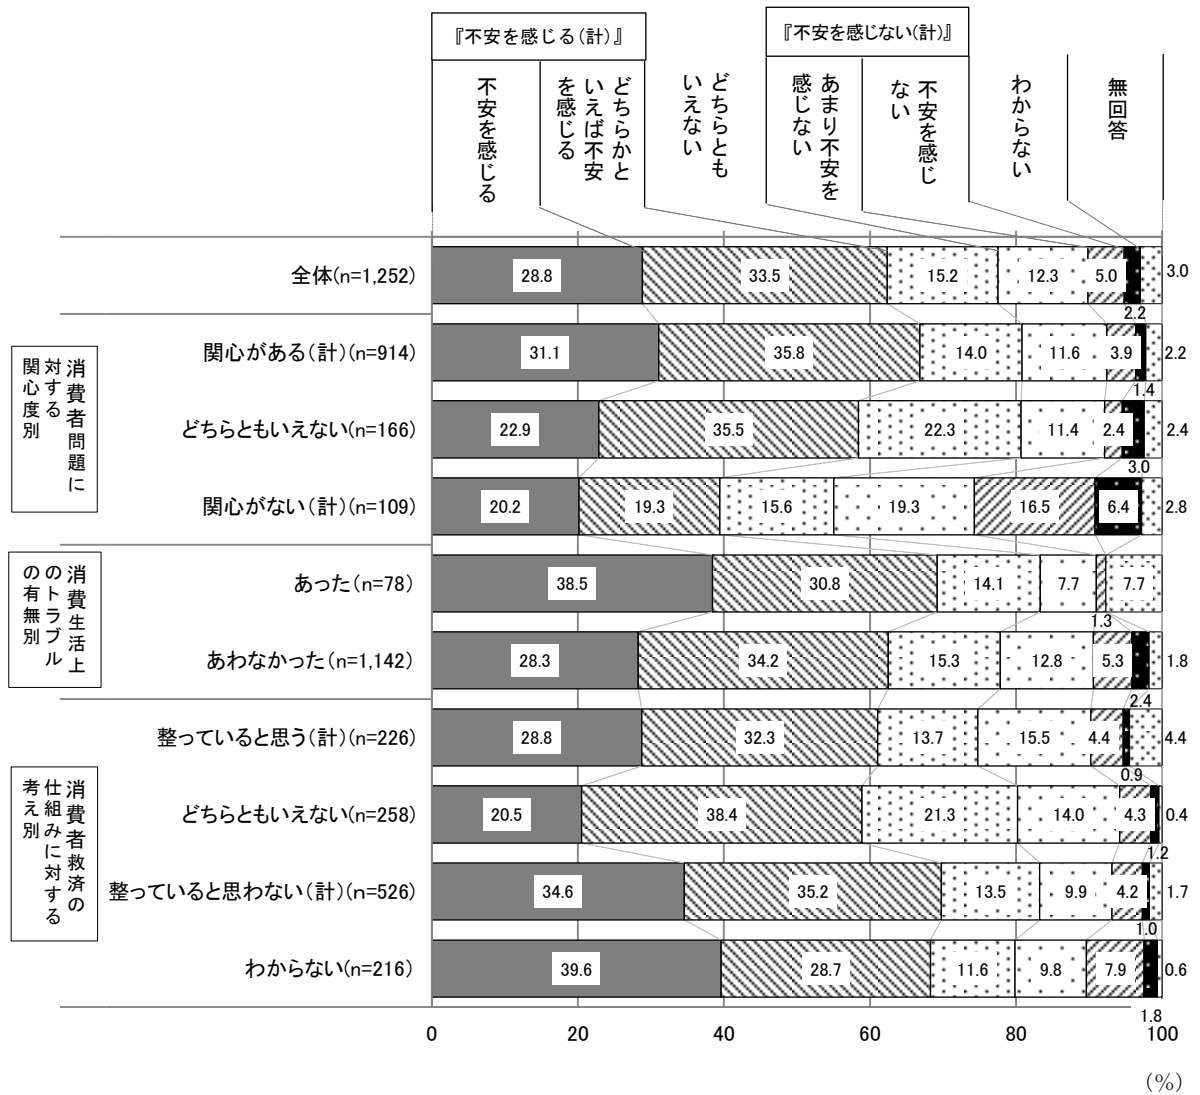 『不安を感じる(計)』
『不安を感じない(計)』
不安を感じる
どちらかと
いえば不安
を感じる
どちらとも
いえない
あまり不安を
感じない
不安を感じ
ない
わからない
無回答
全体(n=1,252)
28.8
33.5
15.2
12.3
5.0
2.2
3.0
消費者問題に
対する
関心度別
関心がある(計)(n=914)
31.1
35.8
14.0
11.6
3.9
1.4
2.2
どちらともいえない(n=166)
22.9
35.5
22.3
11.4
2.4
3.0
2.4
関心がない(計)(n=109)
20.2
19.3
15.6
19.3
16.5
6.4
2.8
消費生活上
のトラブル
の有無別
あった(n=78)
38.5
30.8
14.1
7.7
1.3
7.7
あわなかった(n=1,142)
28.3
34.2
15.3
12.8
5.3
2.4
1.8
消費者救済の
仕組みに対する
考え別
整っていると思う(計)(n=226)
28.8
32.3
13.7
15.5
4.4
0.9
4.4
どちらともいえない(n=258)
20.5
38.4
21.3
14.0
4.3
1.2
0.4
整っていると思わない(計)(n=526)
34.6
35.2
13.5
9.9
4.2
1.0
1.7
わからない(n=216)
39.6
28.7
11.6
9.8
7.9
1.8
0.6
0
20
40
60
80
100
(%)